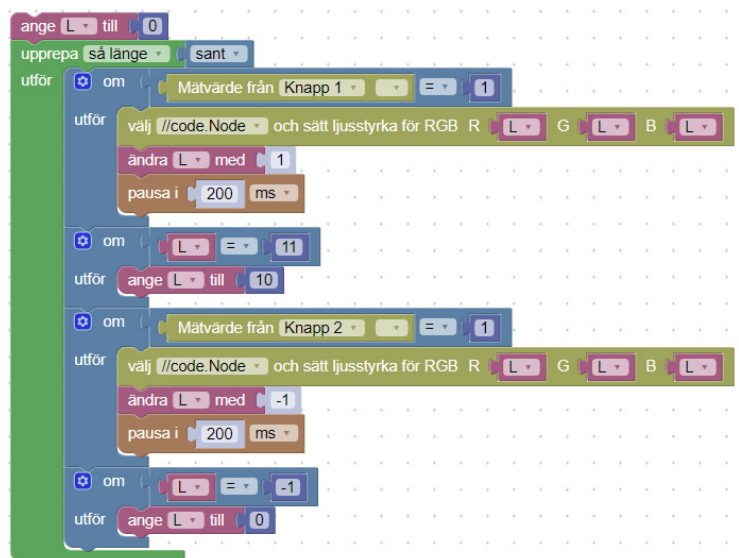 ange L till 0
upprepa så länge sant
utför om Mätvärde från Knapp 1 = 1
utför välj //code.Node och sätt ljusstyrka för RGB R L G L B L
ändra L med 1
pausa i 200 ms
om L = 11
utför ange L till 10
om Mätvärde från Knapp 2 = 1
utför välj //code.Node och sätt ljusstyrka för RGB R L G L B L
ändra L med -1
pausa i 200 ms
om L = -1
utför ange L till 0